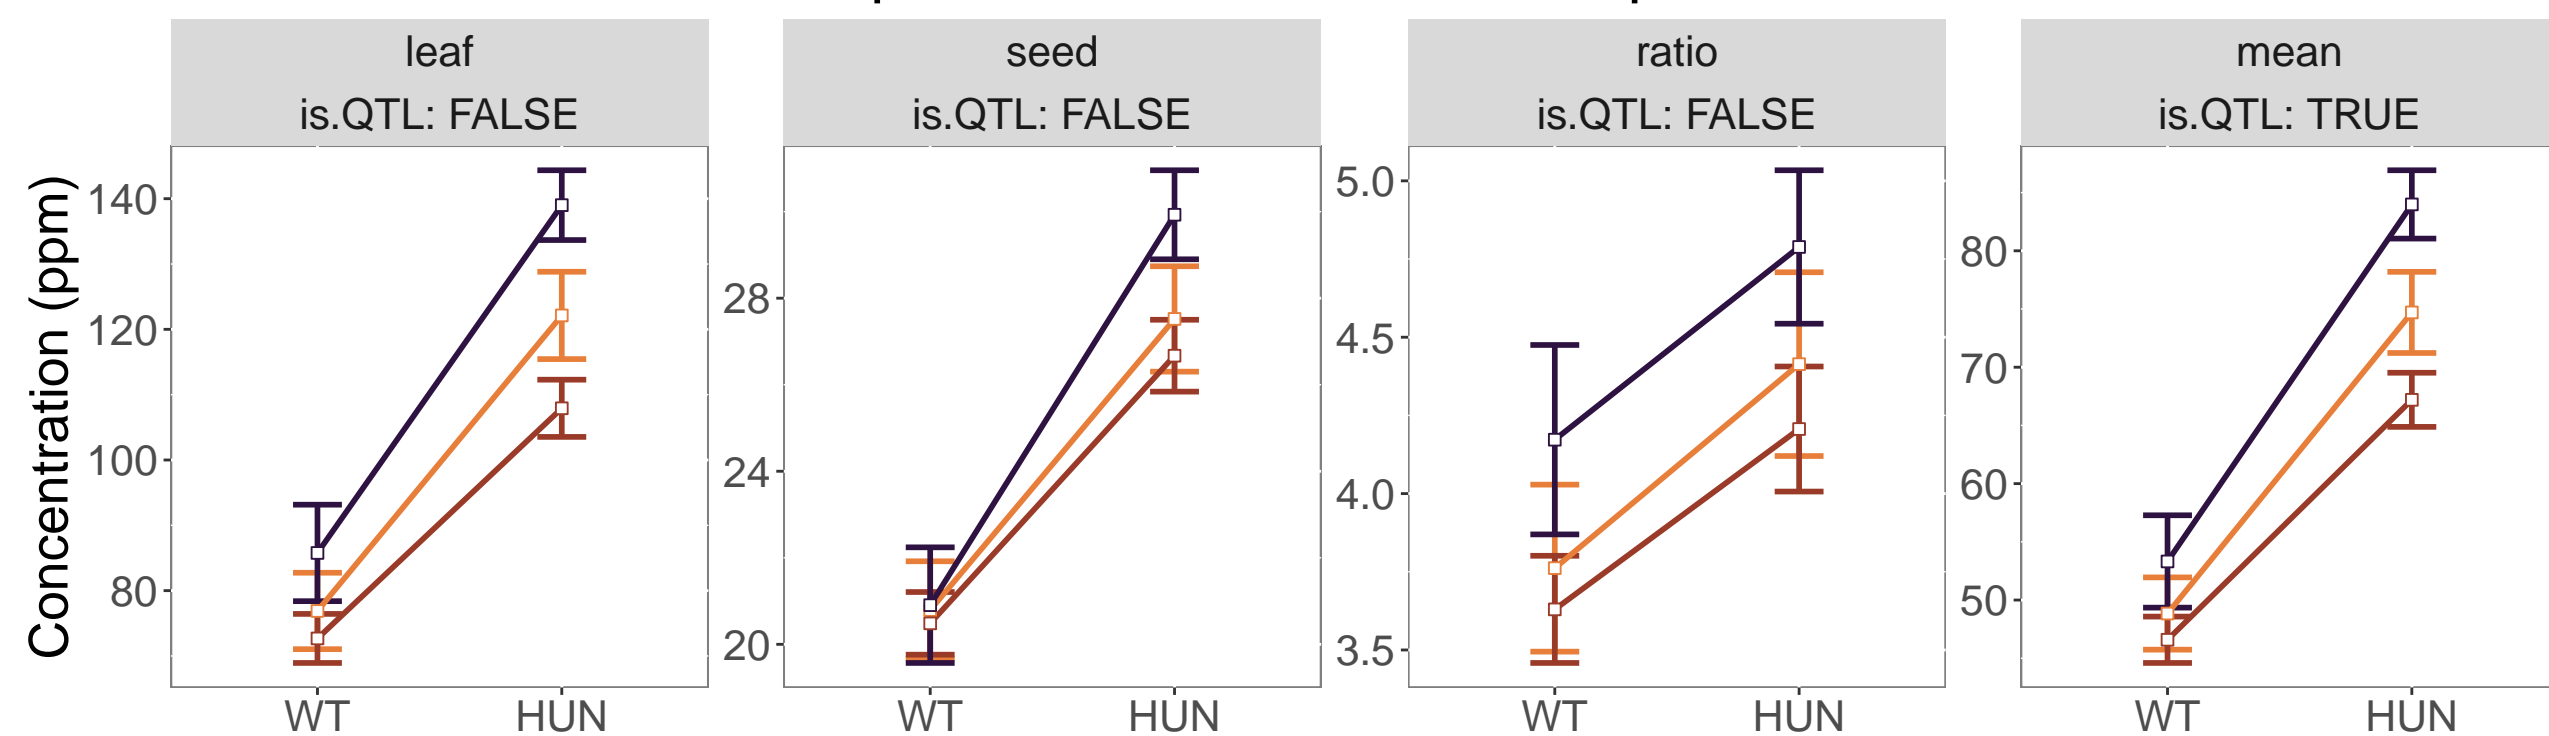 leaf
is.QTL: FALSE
seed
is.QTL: FALSE
ratio
is.QTL: FALSE
mean
is.QTL: TRUE
Concentration (ppm)
140
120
100
80
28
24
20
5.0
4.5
4.0
3.5
80
70
60
50
WT
HUN
WT
HUN
WT
HUN
WT
HUN